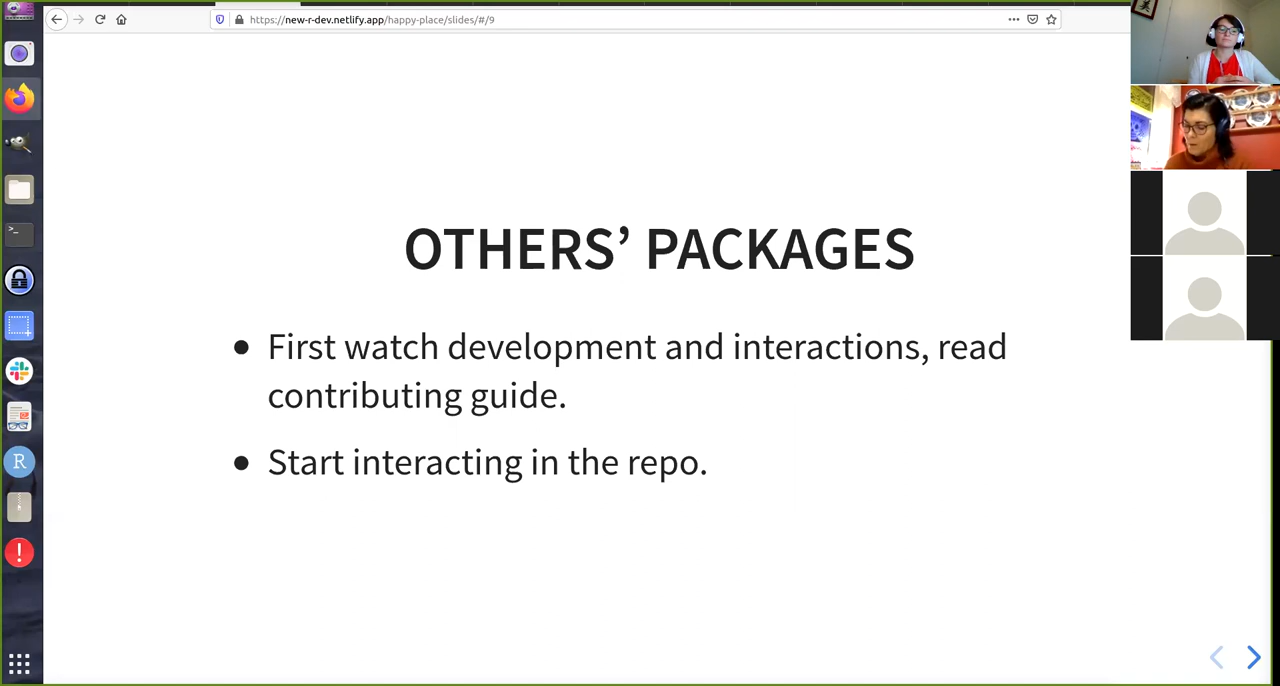 https://new-r-dev.netlify.app/happy-place/slides/#/9
OTHERS’ PACKAGES
● First watch development and interactions, read
contributing guide.
● Start interacting in the repo.
>_
R
!